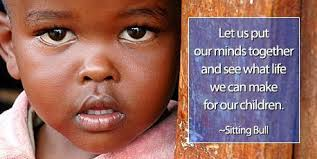 Let us put
our minds together
and see what life
we can make
for our children.
~Sitting Bull